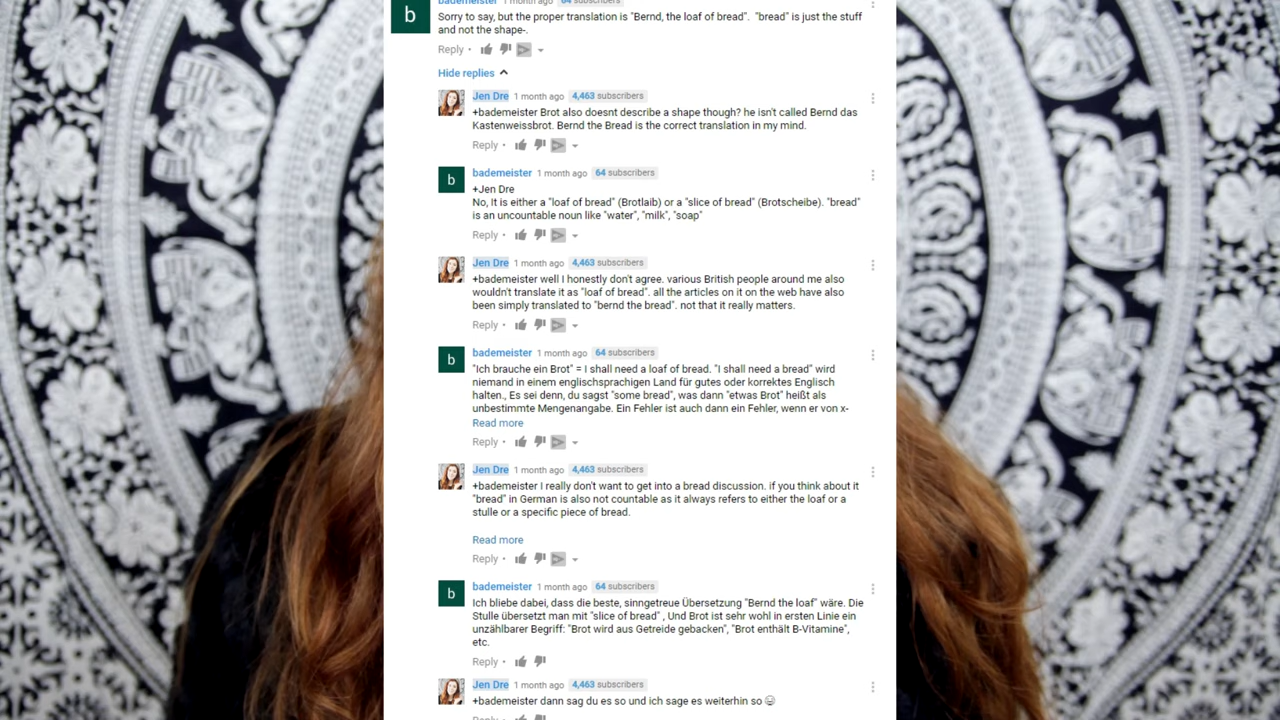 bademeister 1 month ago 64 subscribers
b
Sorry to say, but the proper translation is "Bernd, the loaf of bread". "bread" is just the stuff
and not the shape-.
Reply •
Hide replies
Jen Dre 1 month ago 4,463 subscribers
+bademeister Brot also doesnt describe a shape though? he isn't called Bernd das
Kastenweissbrot. Bernd the Bread is the correct translation in my mind.
Reply •
bademeister 1 month ago 64 subscribers
b
+Jen Dre
No, It is either a "loaf of bread" (Brotlaib) or a "slice of bread" (Brotscheibe). "bread"
is an uncountable noun like "water", "milk", "soap"
Reply •
Jen Dre 1 month ago 4,463 subscribers
+bademeister well I honestly don't agree. various British people around me also
wouldn't translate it as "loaf of bread". all the articles on it on the web have also
been simply translated to "bernd the bread". not that it really matters.
Reply •
bademeister 1 month ago 64 subscribers
b
"Ich brauche ein Brot" = I shall need a loaf of bread. "I shall need a bread" wird
niemand in einem englischsprachigen Land für gutes oder korrektes Englisch
halten., Es sei denn, du sagst "some bread", was dann "etwas Brot" heißt als
unbestimmte Mengenangabe. Ein Fehler ist auch dann ein Fehler, wenn er von x-
Read more
Reply •
Jen Dre 1 month ago 4,463 subscribers
+bademeister I really don't want to get into a bread discussion. if you think about it
"bread" in German is also not countable as it always refers to either the loaf or a
stulle or a specific piece of bread.
Read more
Reply •
bademeister 1 month ago 64 subscribers
b
Ich bliebe dabei, dass die beste, sinngetreue Übersetzung "Bernd the loaf" wäre. Die
Stulle übersetzt man mit "slice of bread" , Und Brot ist sehr wohl in ersten Linie ein
unzählbarer Begriff: "Brot wird aus Getreide gebacken", "Brot enthält B-Vitamine",
etc.
Reply •
Jen Dre 1 month ago 4,463 subscribers
+bademeister dann sag du es so und ich sage es weiterhin so 😄
Reply •